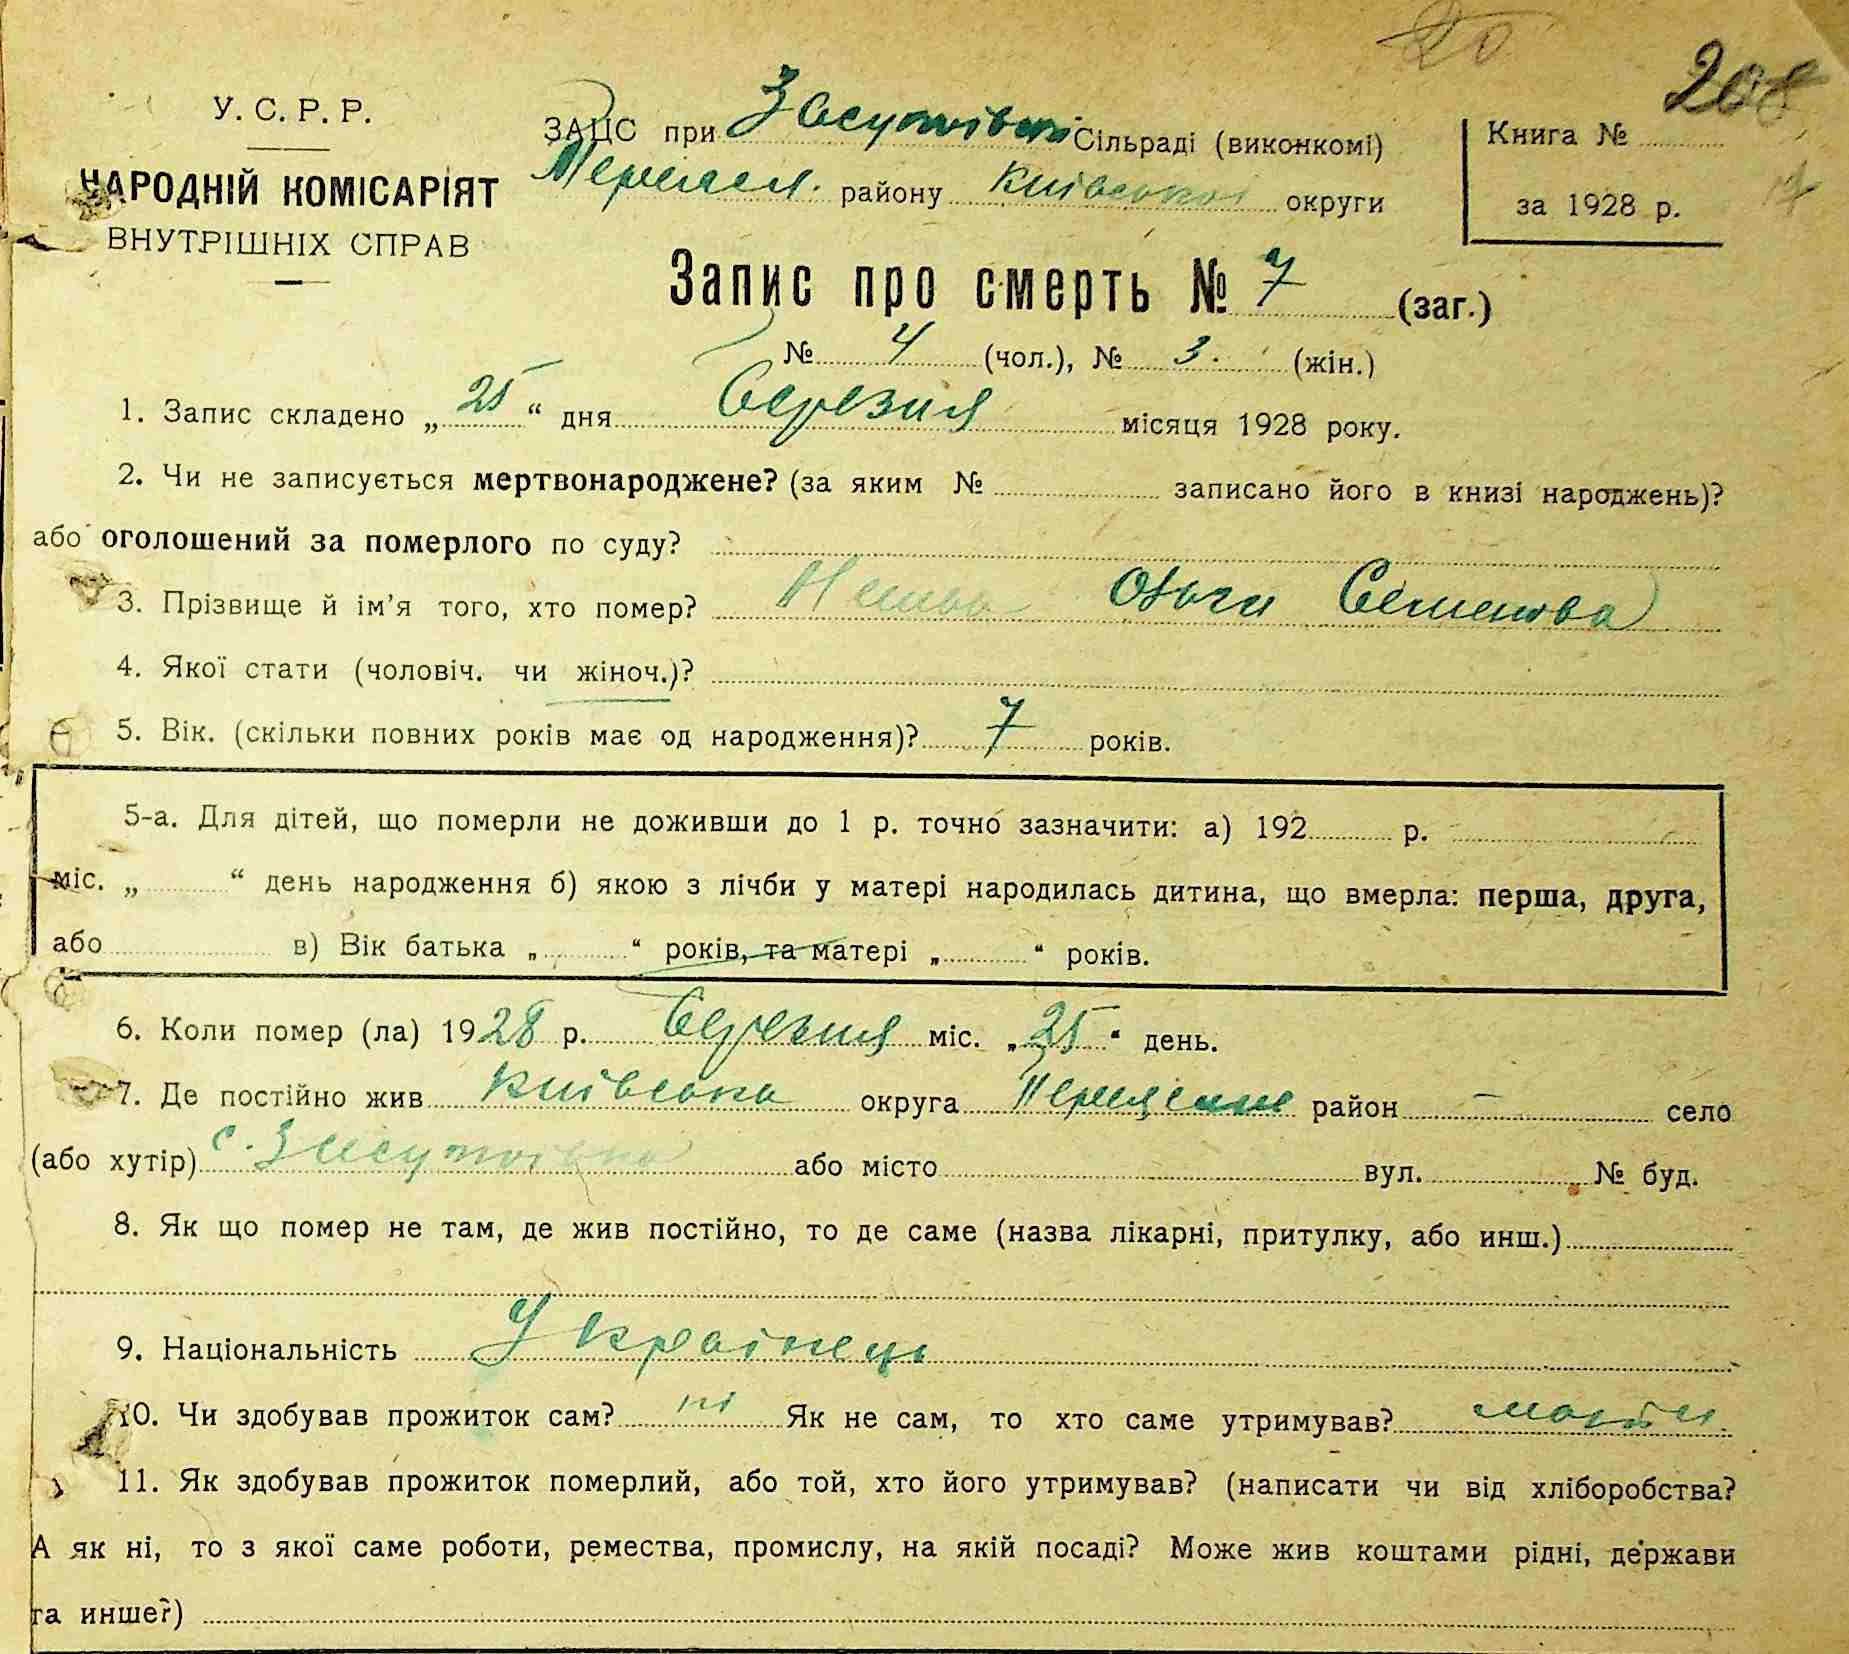 208
У. С. Р. Р.
НАРОДНІЙ КОМІСАРІЯТ
ВНУТРІШНІХ СПРАВ
ЗАЦС при Засупоівкі Сільраді (виконкомі)
району Київської округи
Книга №
за 1928 р.
17
Запис про смерть № 7 (заг.)
№ 4 (чол.), № 3. (жін.)
1. Запис складено „ 25 “ дня Березня місяця 1928 року.
2. Чи не записується мертвонароджене? (за яким № записано його в книзі народжень)?
або оголошений за померлого по суду?
3. Прізвище й ім’я того, хто помер? Ольги Семенова
4. Якої стати (чоловіч. чи жіноч.)?
5. Вік. (скільки повних років має од народження)? 7 років.
5-а. Для дітей, що померли не доживши до 1 р. точно зазначити: а) 192 р.
міс. „ “ день народження б) якою з лічби у матері народилась дитина, що вмерла: перша, друга,
або в) Вік батька „ “ років, та матері „ “ років.
6. Коли помер (ла) 1928 р. Березня міс. „ 25 “ день.
7. Де постійно жив Київська округа район – село
(або хутір) с. Засупоівка або місто вул. № буд.
8. Як що помер не там, де жив постійно, то де саме (назва лікарні, притулку, або инш.)
9. Національність Украінець
10. Чи здобував прожиток сам? ні Як не сам, то хто саме утримував? мати.
11. Як здобував прожиток померлий, або той, хто його утримував? (написати чи від хліборобства?
А як ні, то з якої саме роботи, ремества, промислу, на якій посаді? Може жив коштами рідні, держави
та инше?)